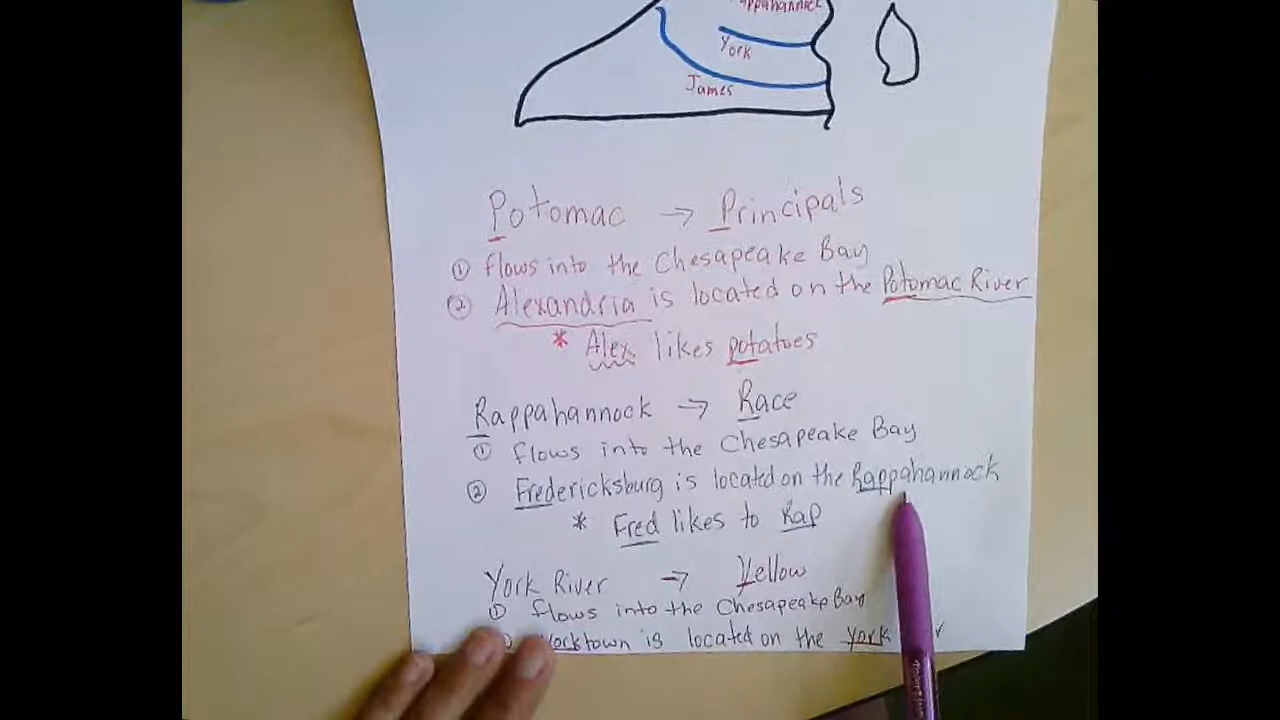 Rappahannock
York
James
Potomac → Principals
① flows into the Chesapeake Bay
② Alexandria is located on the Potomac River
* Alex likes potatoes
Rappahannock → Race
① flows into the Chesapeake Bay
② Fredericksburg is located on the Rappahannock
* Fred likes to Rap
York River → Yellow
① flows into the Chesapeake Bay
Yorktown is located on the York